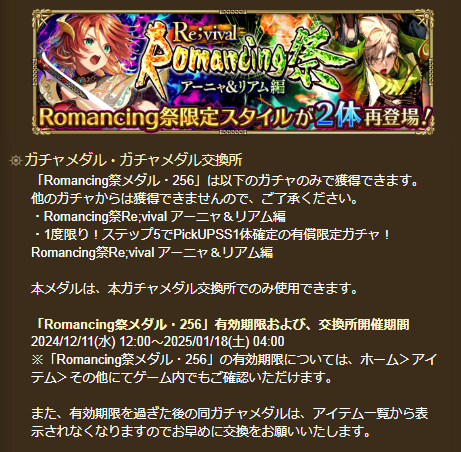 Re;vival
Romancing祭
アーニャ&リアム編
Romancing祭限定スタイルが2体再登場！
ガチャメダル・ガチャメダル交換所
「Romancing祭メダル・256」は以下のガチャのみで獲得できます。
他のガチャからは獲得できませんので、ご了承ください。
・Romancing祭Re;vival アーニャ＆リアム編
・1度限り！ステップ5でPickUPSS1体確定の有償限定ガチャ！
Romancing祭Re;vival アーニャ＆リアム編
本メダルは、本ガチャメダル交換所でのみ使用できます。
「Romancing祭メダル・256」有効期限および、交換所開催期間
2024/12/11(水) 12:00～2025/01/18(土) 04:00
※「Romancing祭メダル・256」の有効期限については、ホーム＞アイ
テム＞その他にてゲーム内でもご確認いただけます。
また、有効期限を過ぎた後の同ガチャメダルは、アイテム一覧から表
示されなくなりますのでお早めに交換をお願いいたします。